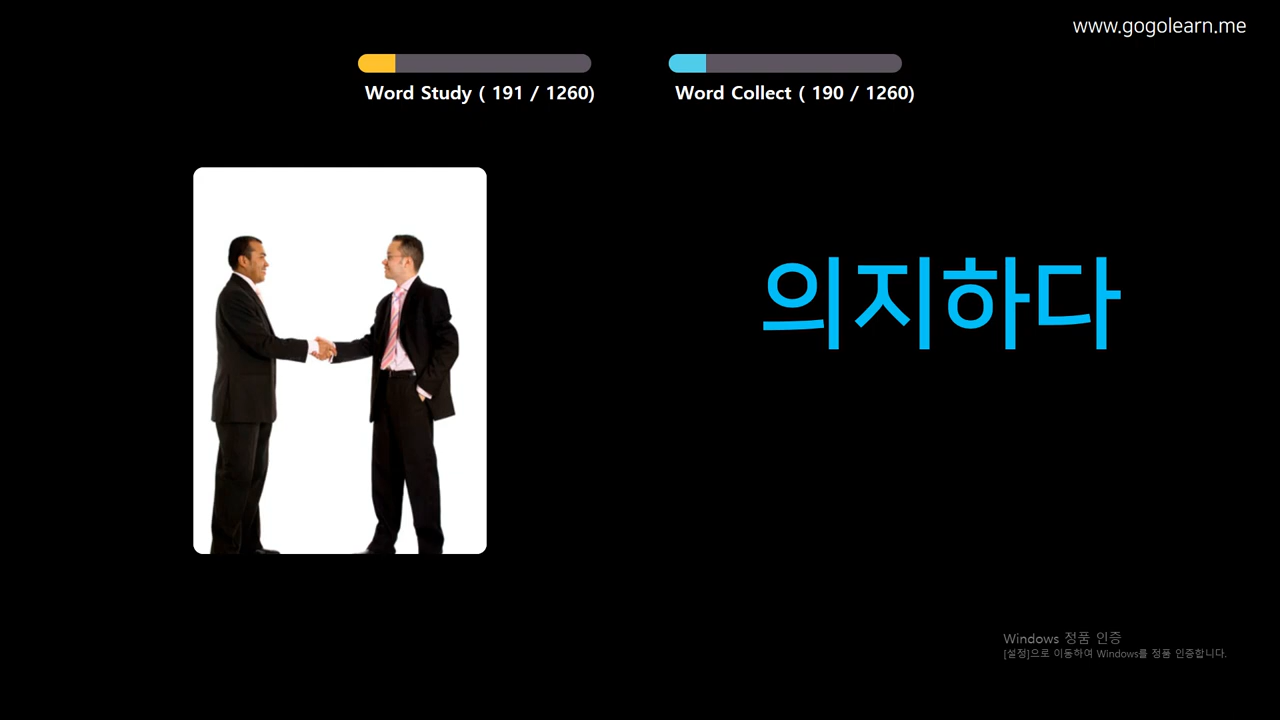 www.gogolearn.me
Word Study ( 191 / 1260)
Word Collect ( 190 / 1260)
의지하다
Windows 정품 인증
[설정]으로 이동하여 Windows를 정품 인증합니다.